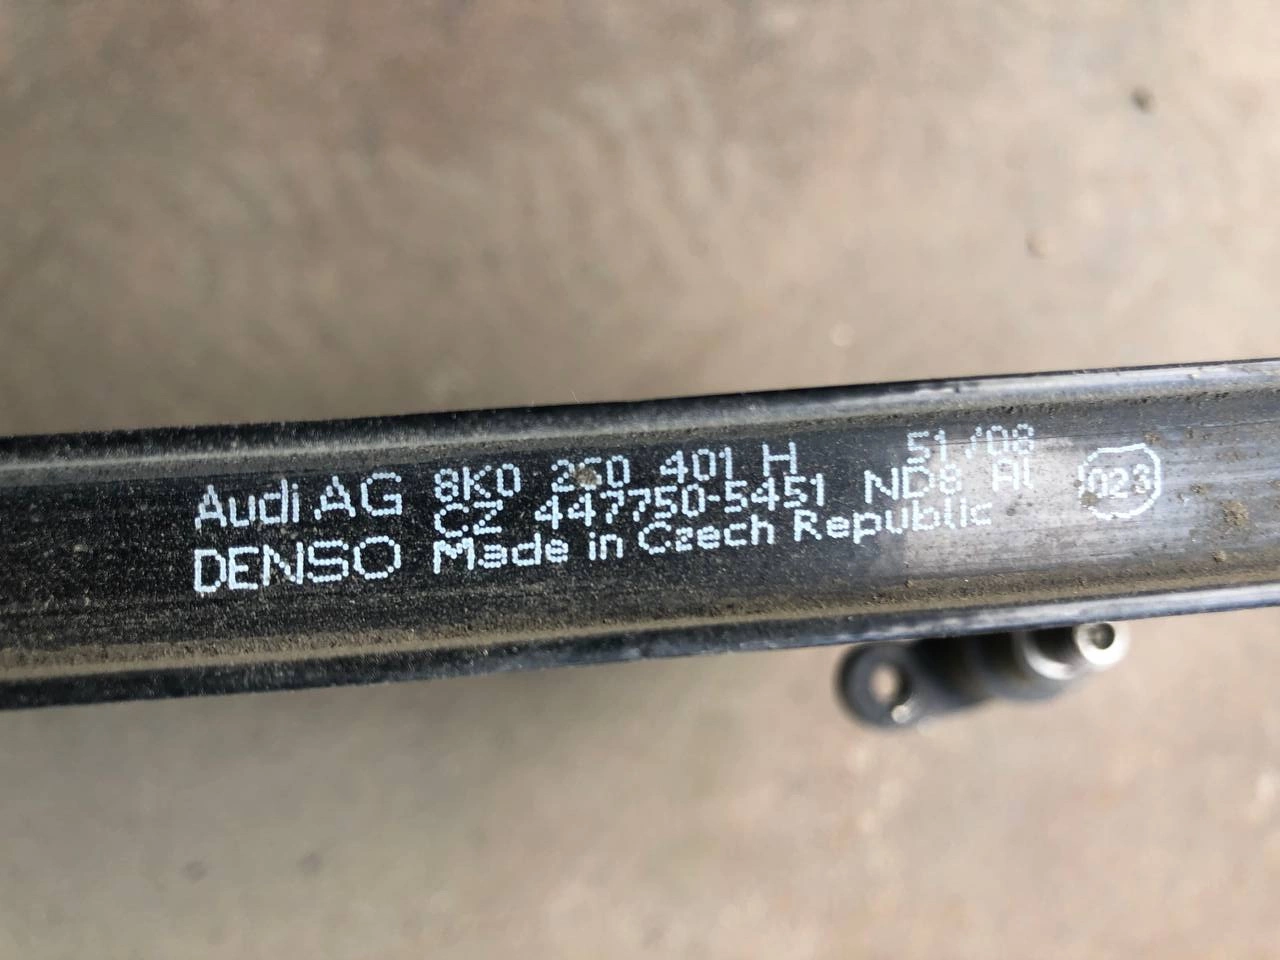 Audi AG 8K0 260 401 H 51/08
CZ 447750-5451 ND8 Al 023
DENSO Made in Czech Republic